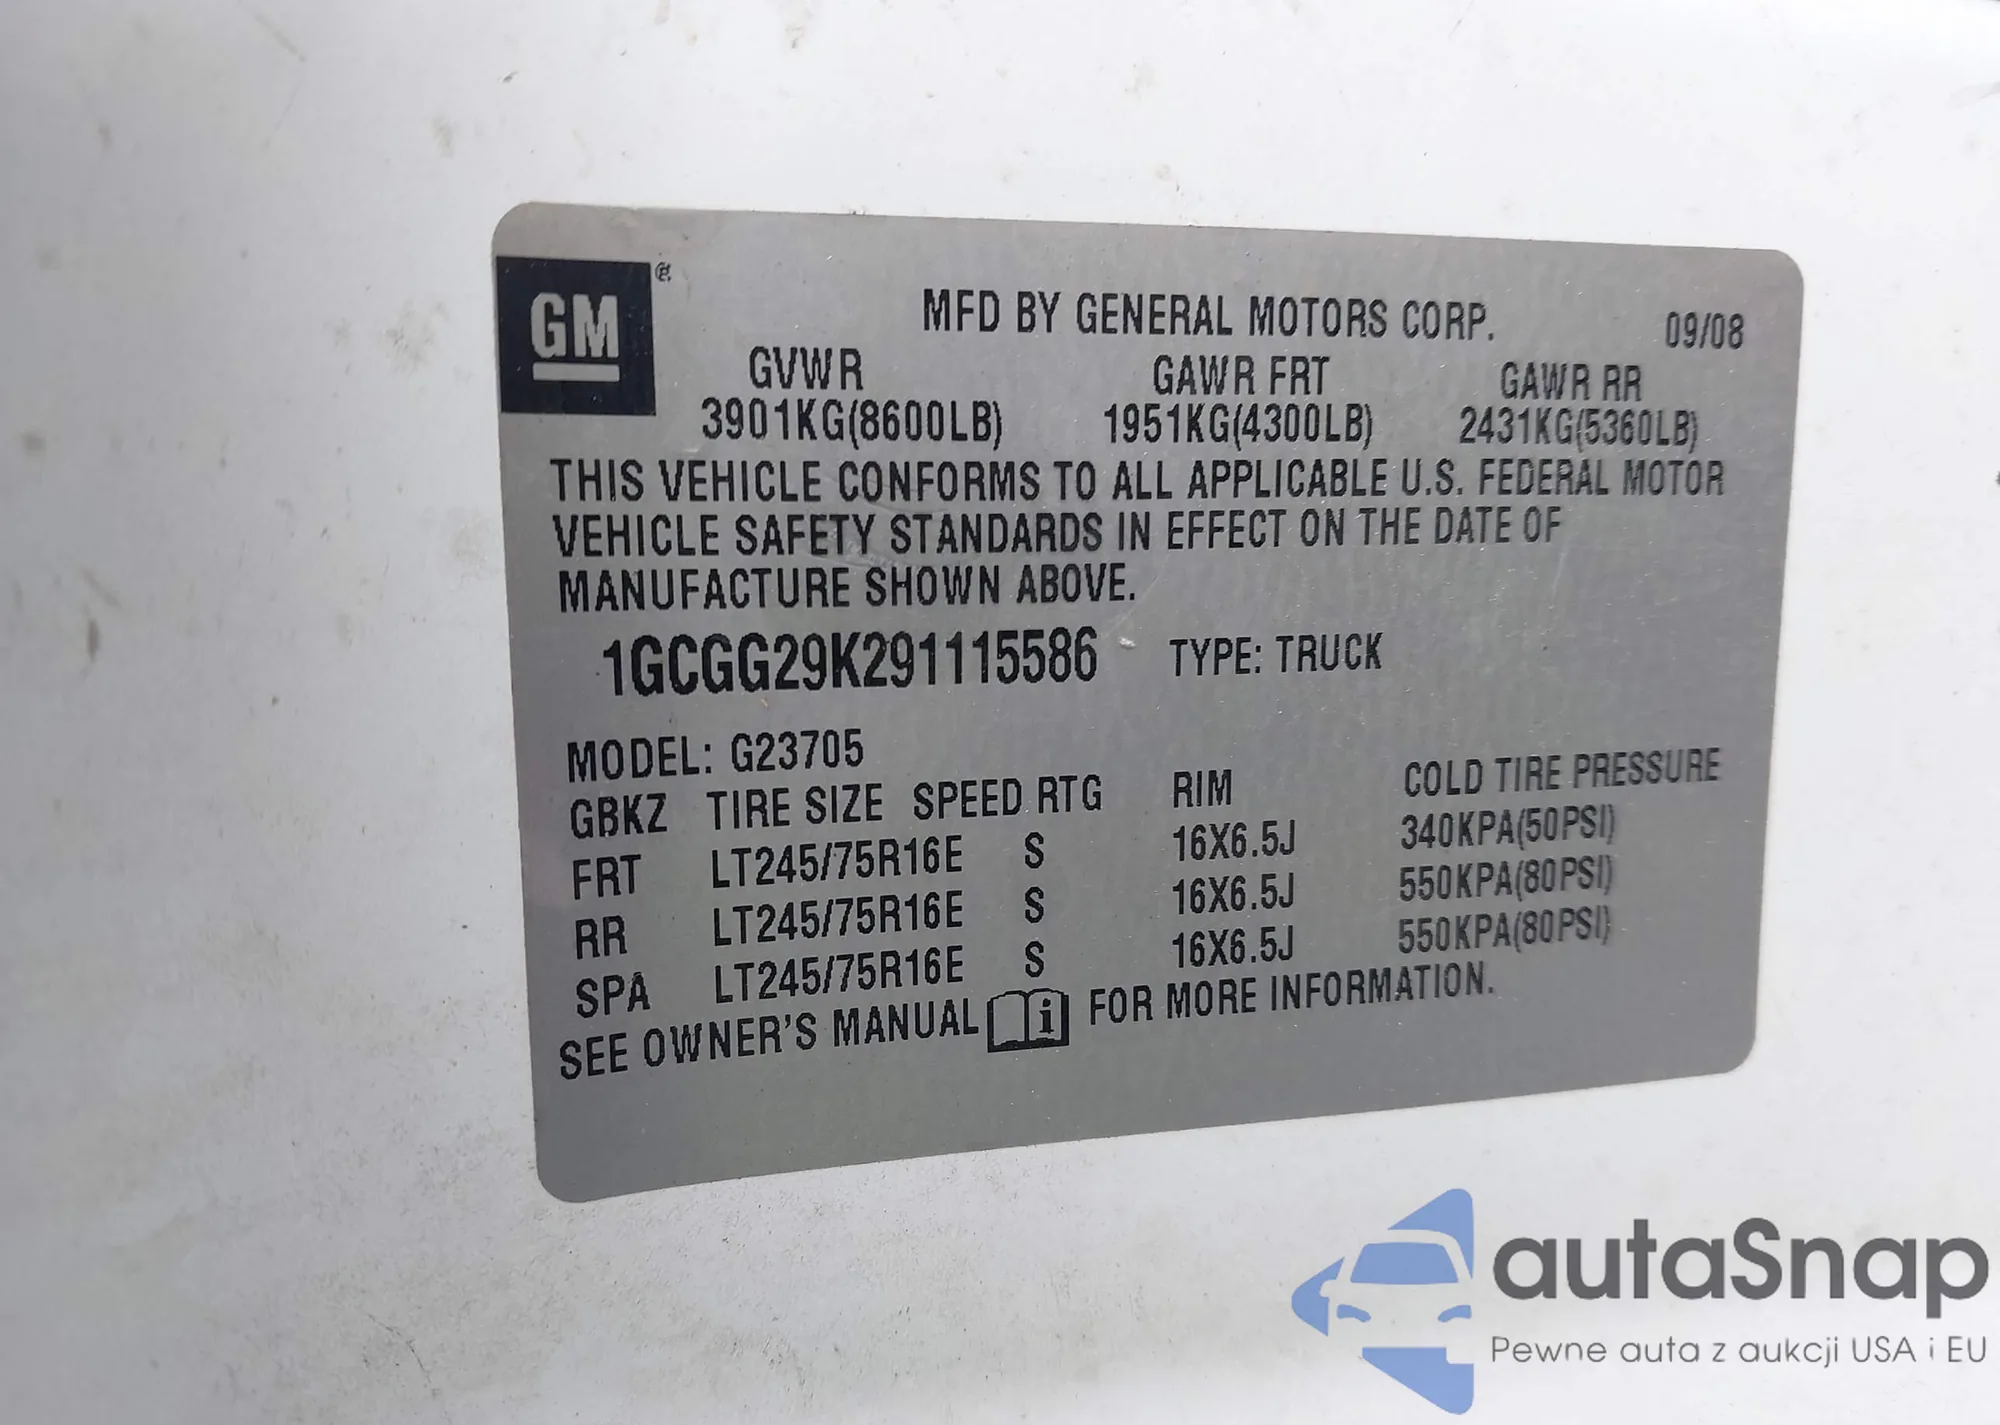 GM®
MFD BY GENERAL MOTORS CORP. 09/08
GVWR GAWR FRT GAWR RR
3901KG(8600LB) 1951KG(4300LB) 2431KG(5360LB)
THIS VEHICLE CONFORMS TO ALL APPLICABLE U.S. FEDERAL MOTOR
VEHICLE SAFETY STANDARDS IN EFFECT ON THE DATE OF
MANUFACTURE SHOWN ABOVE.
1GCGG29K291115586 TYPE: TRUCK
MODEL: G23705
GBKZ TIRE SIZE SPEED RTG RIM COLD TIRE PRESSURE
FRT LT245/75R16E S 16X6.5J 340KPA(50PSI)
RR LT245/75R16E S 16X6.5J 550KPA(80PSI)
SPA LT245/75R16E S 16X6.5J 550KPA(80PSI)
SEE OWNER'S MANUAL i FOR MORE INFORMATION.
autaSnap
Pewne auta z aukcji USA i EU